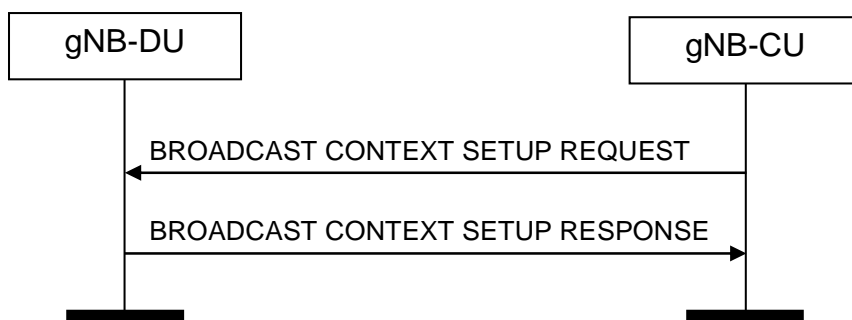 gNB-DU
gNB-CU
BROADCAST CONTEXT SETUP REQUEST
BROADCAST CONTEXT SETUP RESPONSE